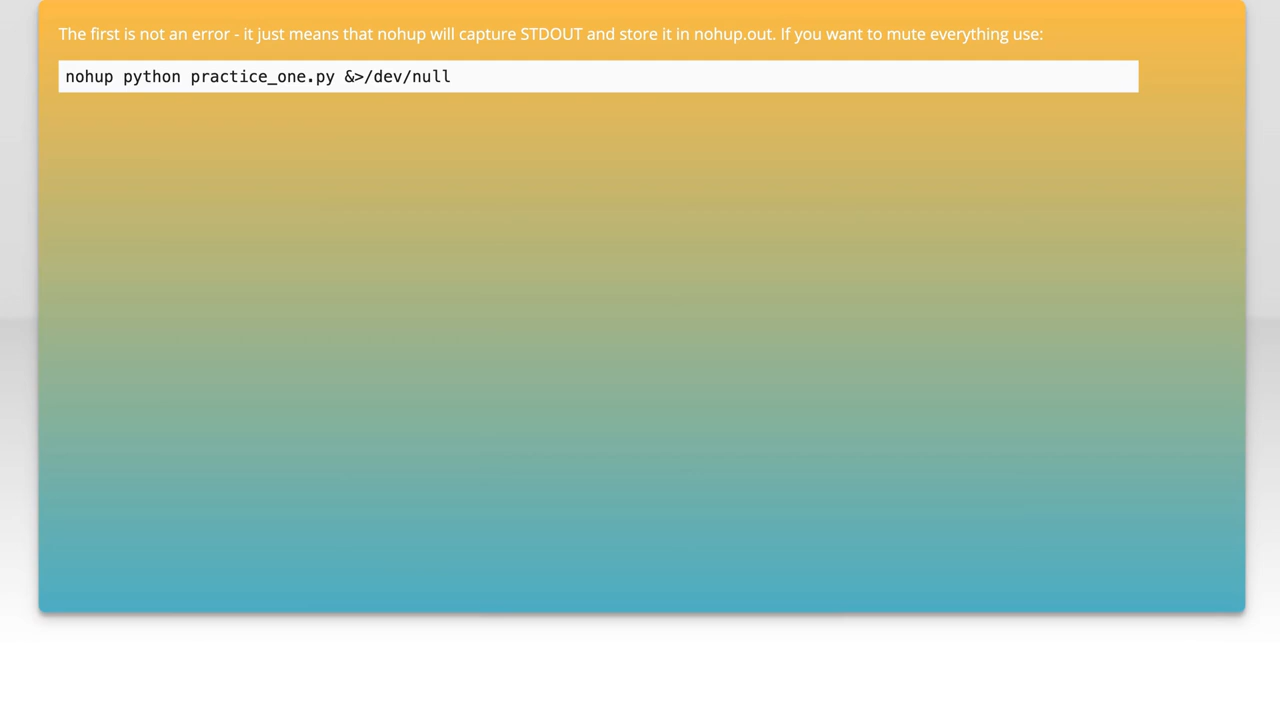 The first is not an error - it just means that nohup will capture STDOUT and store it in nohup.out. If you want to mute everything use:
nohup python practice_one.py &>/dev/null